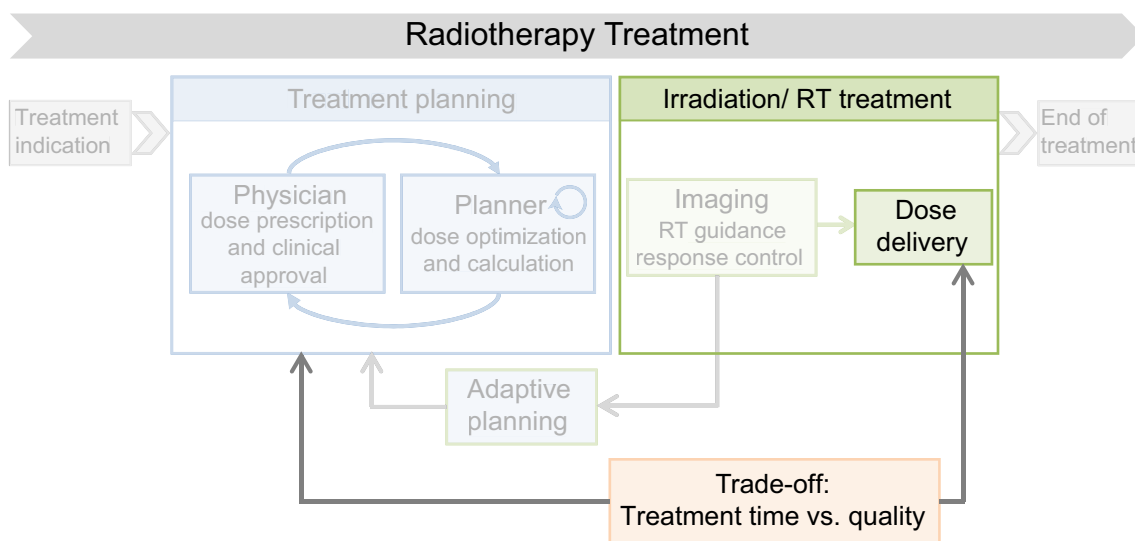 Radiotherapy Treatment
Treatment
indication
Treatment planning
Physician
dose prescription
and clinical
approval
Planner
dose optimization
and calculation
Irradiation/ RT treatment
Imaging
RT guidance
response control
Dose
delivery
End of
treatment
Adaptive
planning
Trade-off:
Treatment time vs. quality